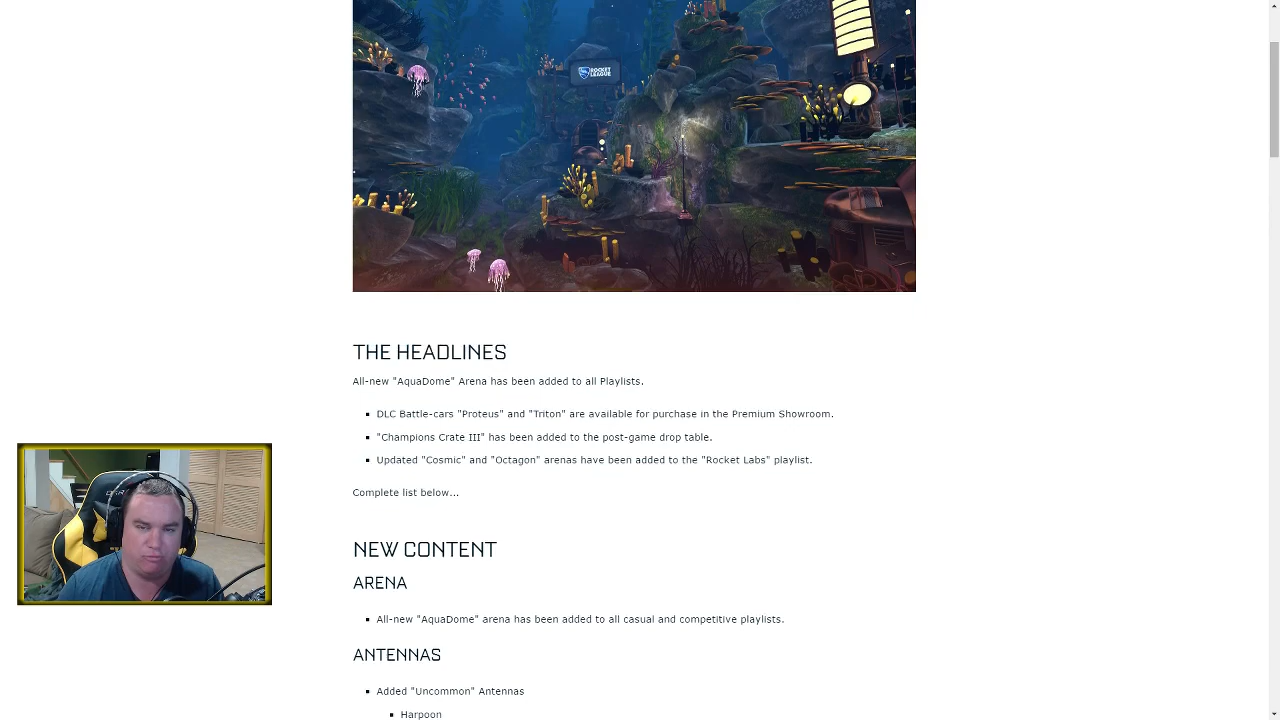 ROCKET
LEAGUE
THE HEADLINES
All-new "AquaDome" Arena has been added to all Playlists.
DLC Battle-cars "Proteus" and "Triton" are available for purchase in the Premium Showroom.
"Champions Crate III" has been added to the post-game drop table.
Updated "Cosmic" and "Octagon" arenas have been added to the "Rocket Labs" playlist.
Complete list below...
NEW CONTENT
ARENA
All-new "AquaDome" arena has been added to all casual and competitive playlists.
ANTENNAS
Added "Uncommon" Antennas
Harpoon